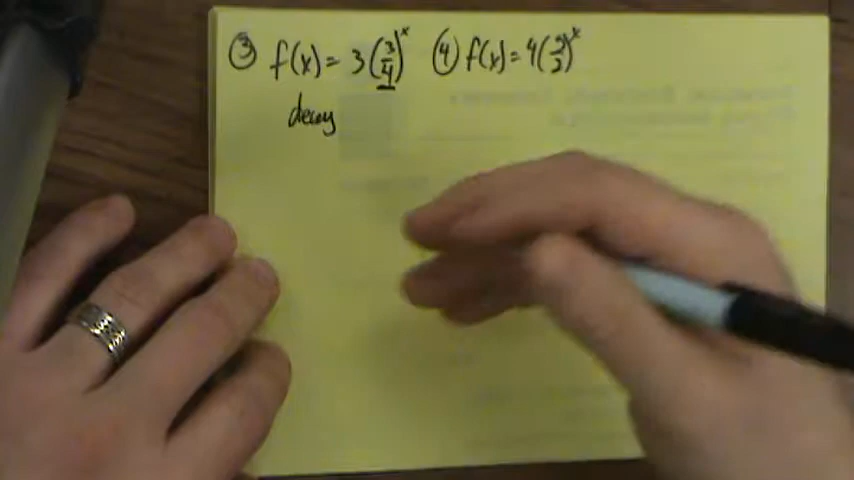 ③ f(x) = 3(3/4)^x ④ f(x) = 4(3/2)^x
decay